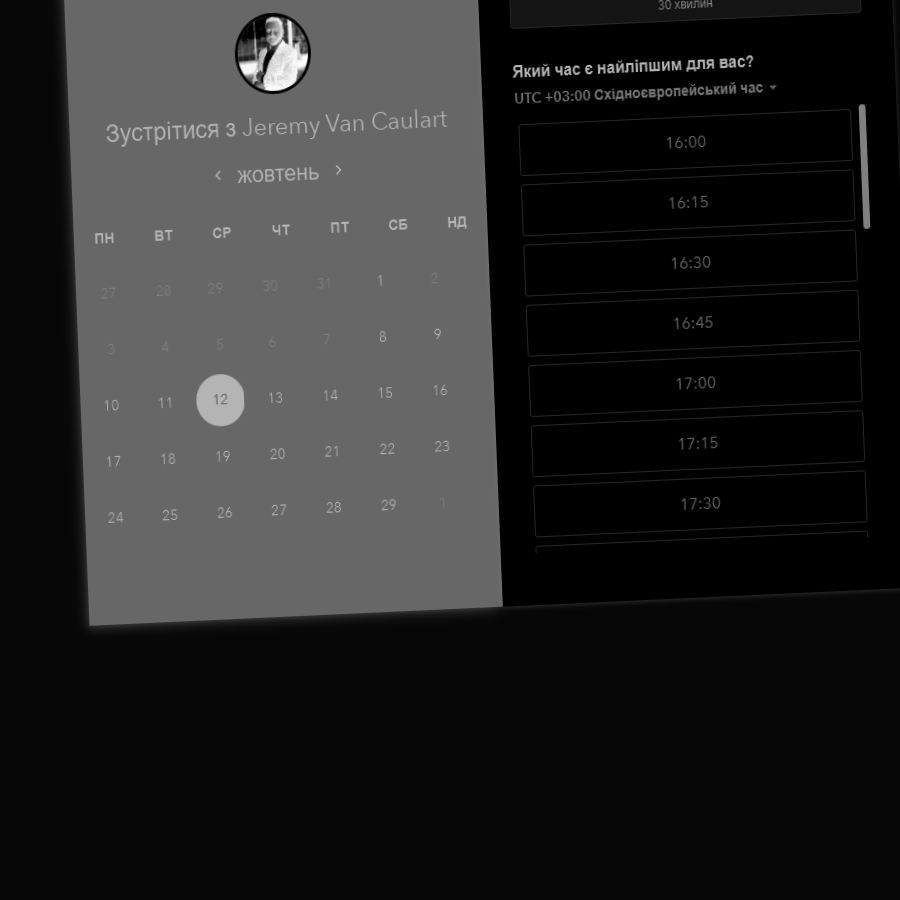 Зустрітися з Jeremy Van Caulart
‹ жовтень ›
ПН ВТ СР ЧТ ПТ СБ НД
27 28 29 30 31 1 2
3 4 5 6 7 8 9
10 11 12 13 14 15 16
17 18 19 20 21 22 23
24 25 26 27 28 29 1
30 хвилин
Який час є найліпшим для вас?
UTC +03:00 Східноєвропейський час
16:00
16:15
16:30
16:45
17:00
17:15
17:30